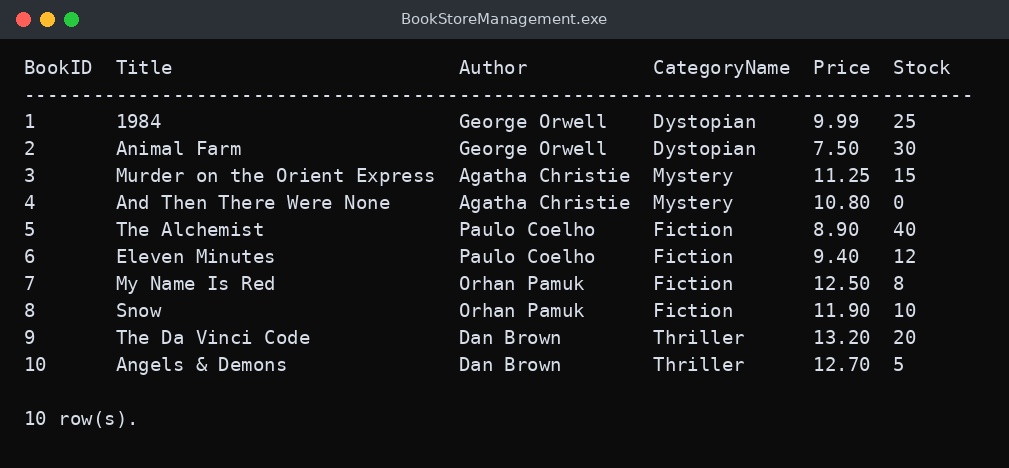 BookStoreManagement.exe
BookID  Title                    Author           CategoryName  Price  Stock
-----------------------------------------------------------------------------------
1       1984                          George Orwell    Dystopian     9.99   25
2       Animal Farm                   George Orwell    Dystopian     7.50   30
3       Murder on the Orient Express  Agatha Christie  Mystery       11.25  15
4       And Then There Were None      Agatha Christie  Mystery       10.80  0
5       The Alchemist                 Paulo Coelho     Fiction       8.90   40
6       Eleven Minutes                Paulo Coelho     Fiction       9.40   12
7       My Name Is Red                Orhan Pamuk      Fiction       12.50  8
8       Snow                          Orhan Pamuk      Fiction       11.90  10
9       The Da Vinci Code             Dan Brown        Thriller      13.20  20
10      Angels & Demons               Dan Brown        Thriller      12.70  5
10 row(s).